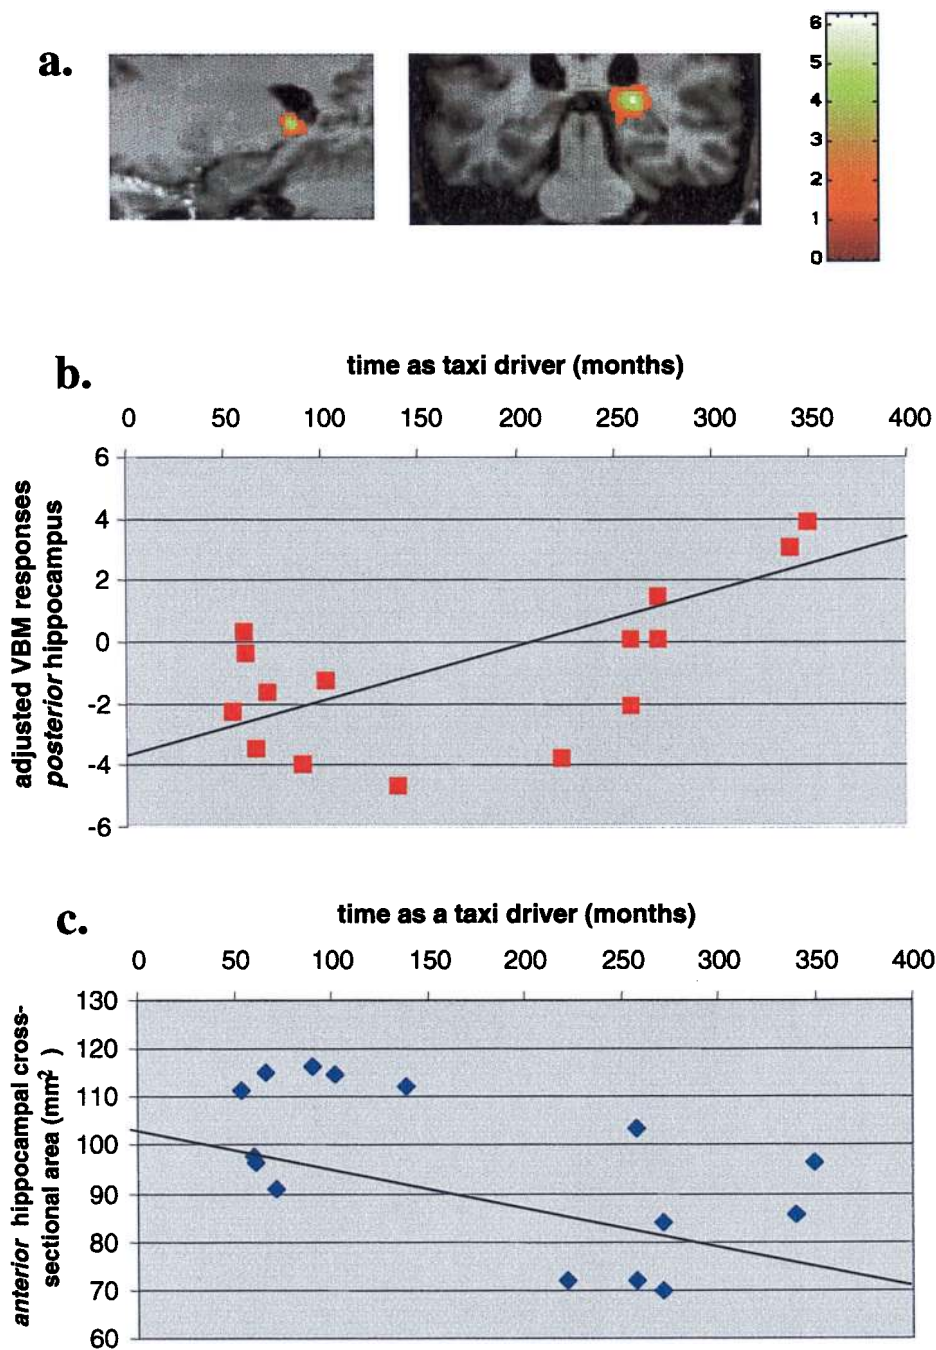 a.
6
5
4
3
2
1
0
b.
time as taxi driver (months)
0 50 100 150 200 250 300 350 400
adjusted VBM responses
posterior hippocampus
6
4
2
0
-2
-4
-6
c.
time as a taxi driver (months)
0 50 100 150 200 250 300 350 400
anterior hippocampal cross-
sectional area (mm²)
130
120
110
100
90
80
70
60